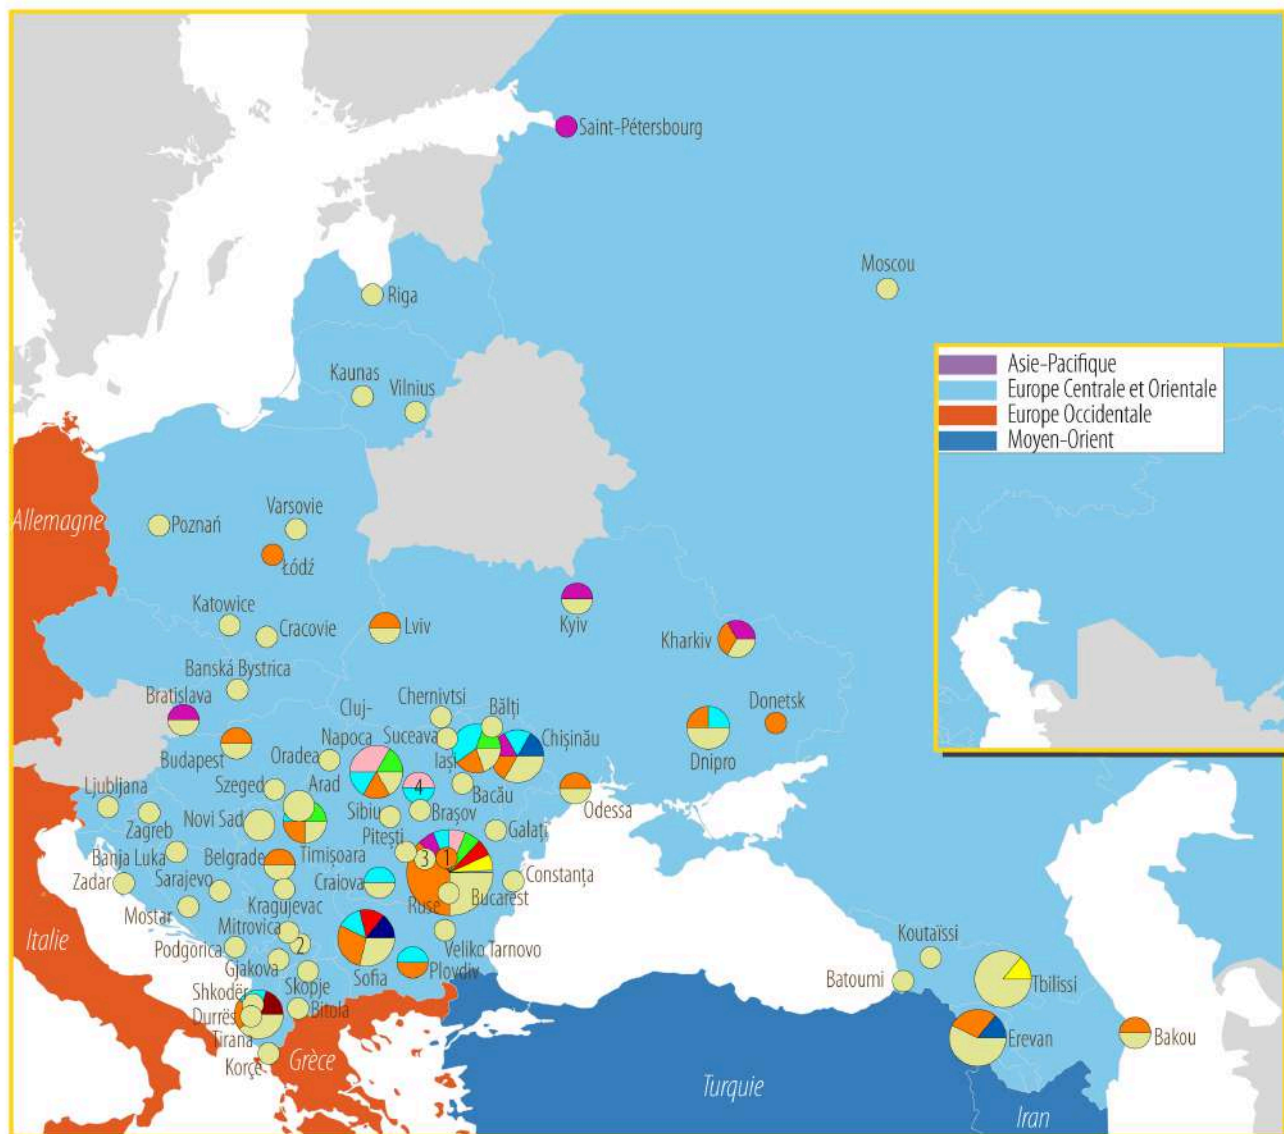 Saint-Pétersbourg
Moscou
Riga
Asie-Pacifique
Europe Centrale et Orientale
Europe Occidentale
Moyen-Orient
Kaunas
Vilnius
Allemagne
Poznań
Varsovie
Łódź
Katowice
Cracovie
Lviv
Kyiv
Kharkiv
Banská Bystrica
Bratislava
Chernivtsi
Bălți
Donetsk
Cluj-
Napoca
Suceava
Iași
Chișinău
Dnipro
Budapest
Oradea
Ljubljana
Szeged
Arad
4
Bacău
Odessa
Zagreb
Novi Sad
Sibiu
Brașov
Pitești
Galați
Banja Luka
Belgrade
Timișoara
3
1
Zadar
Sarajevo
Craiova
Constanța
Kragujevac
Ruse
Bucarest
Mostar
Mitrovica
2
Italie
Podgorica
Veliko Tarnovo
Gjakova
Skopje
Sofia
Plovdiv
Koutaïssi
Batoumi
Tbilissi
Shkodër
Durrës
Bitola
Tirana
Erevan
Bakou
Korçë
Grèce
Turquie
Iran